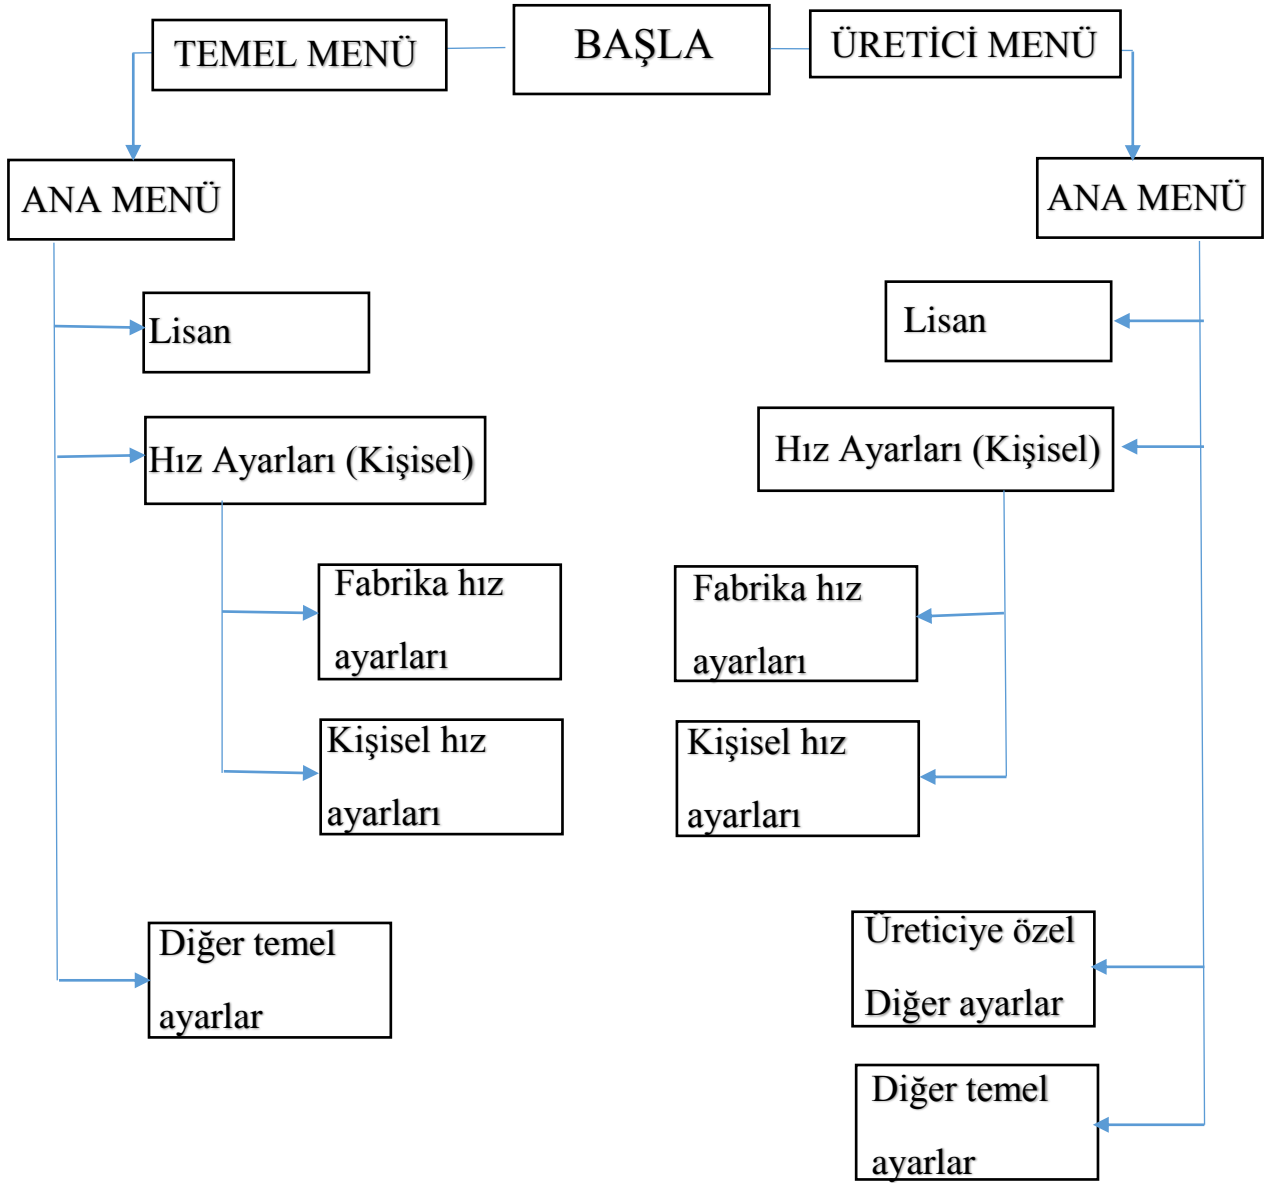 TEMEL MENÜ
BAŞLA
ÜRETİCİ MENÜ
ANA MENÜ
ANA MENÜ
Lisan
Lisan
Hız Ayarları (Kişisel)
Hız Ayarları (Kişisel)
Fabrika hız
ayarları
Fabrika hız
ayarları
Kişisel hız
ayarları
Kişisel hız
ayarları
Diğer temel
ayarlar
Üreticiye özel
Diğer ayarlar
Diğer temel
ayarlar